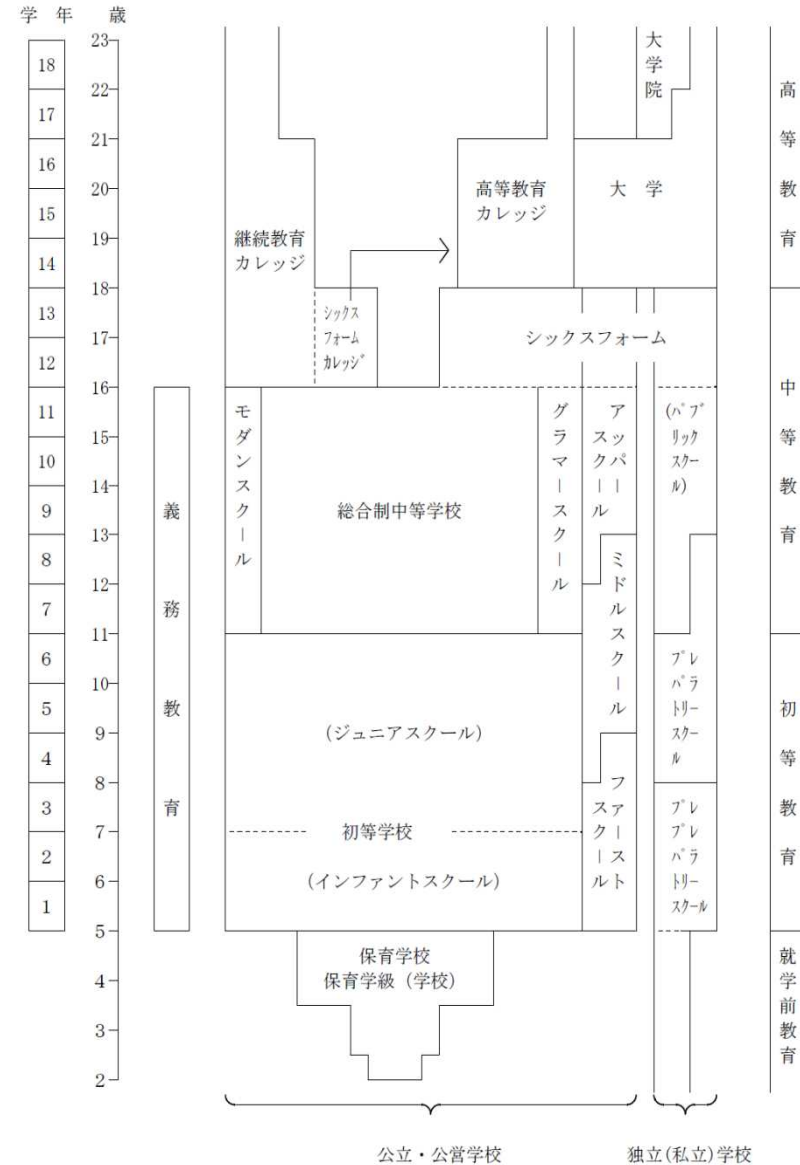 学 年 歳
23
18
22
17
21
16
20
15
19
14
18
13
17
12
16
11
15
10
14
9
13
8
12
7
11
6
10
5
9
4
8
3
7
2
6
1
5
4
3
2
義務教育
継続教育
カレッジ
シックス
フォーム
カレッジ
高等教育
カレッジ
大 学
大学院
シックスフォーム
モダンスクール
総合制中等学校
グラマースクール
アッパー
スクール
ミドルスクール
(パブ
リック
スクー
ル)
(ジュニアスクール)
初等学校
(インファントスクール)
ファースト
スクール
プレ
パラ
トリー
スクー
ル
プレ
プレ
パラ
トリー
スクール
保育学校
保育学級（学校）
高等教育
中等教育
初等教育
就学前教育
公立・公営学校
独立(私立)学校